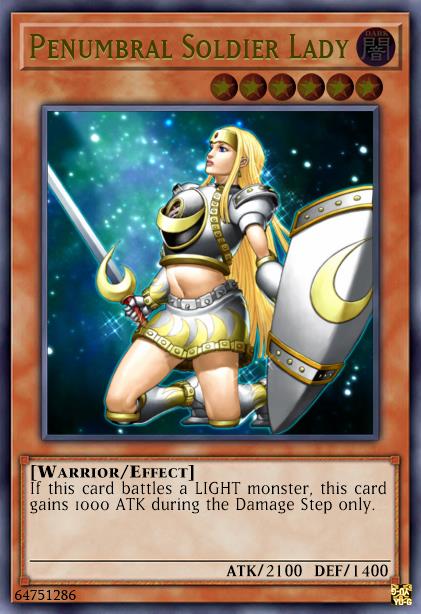 Penumbral Soldier Lady
DARK
闇
[Warrior/Effect]
If this card battles a LIGHT monster, this card
gains 1000 ATK during the Damage Step only.
ATK/2100 DEF/1400
64751286